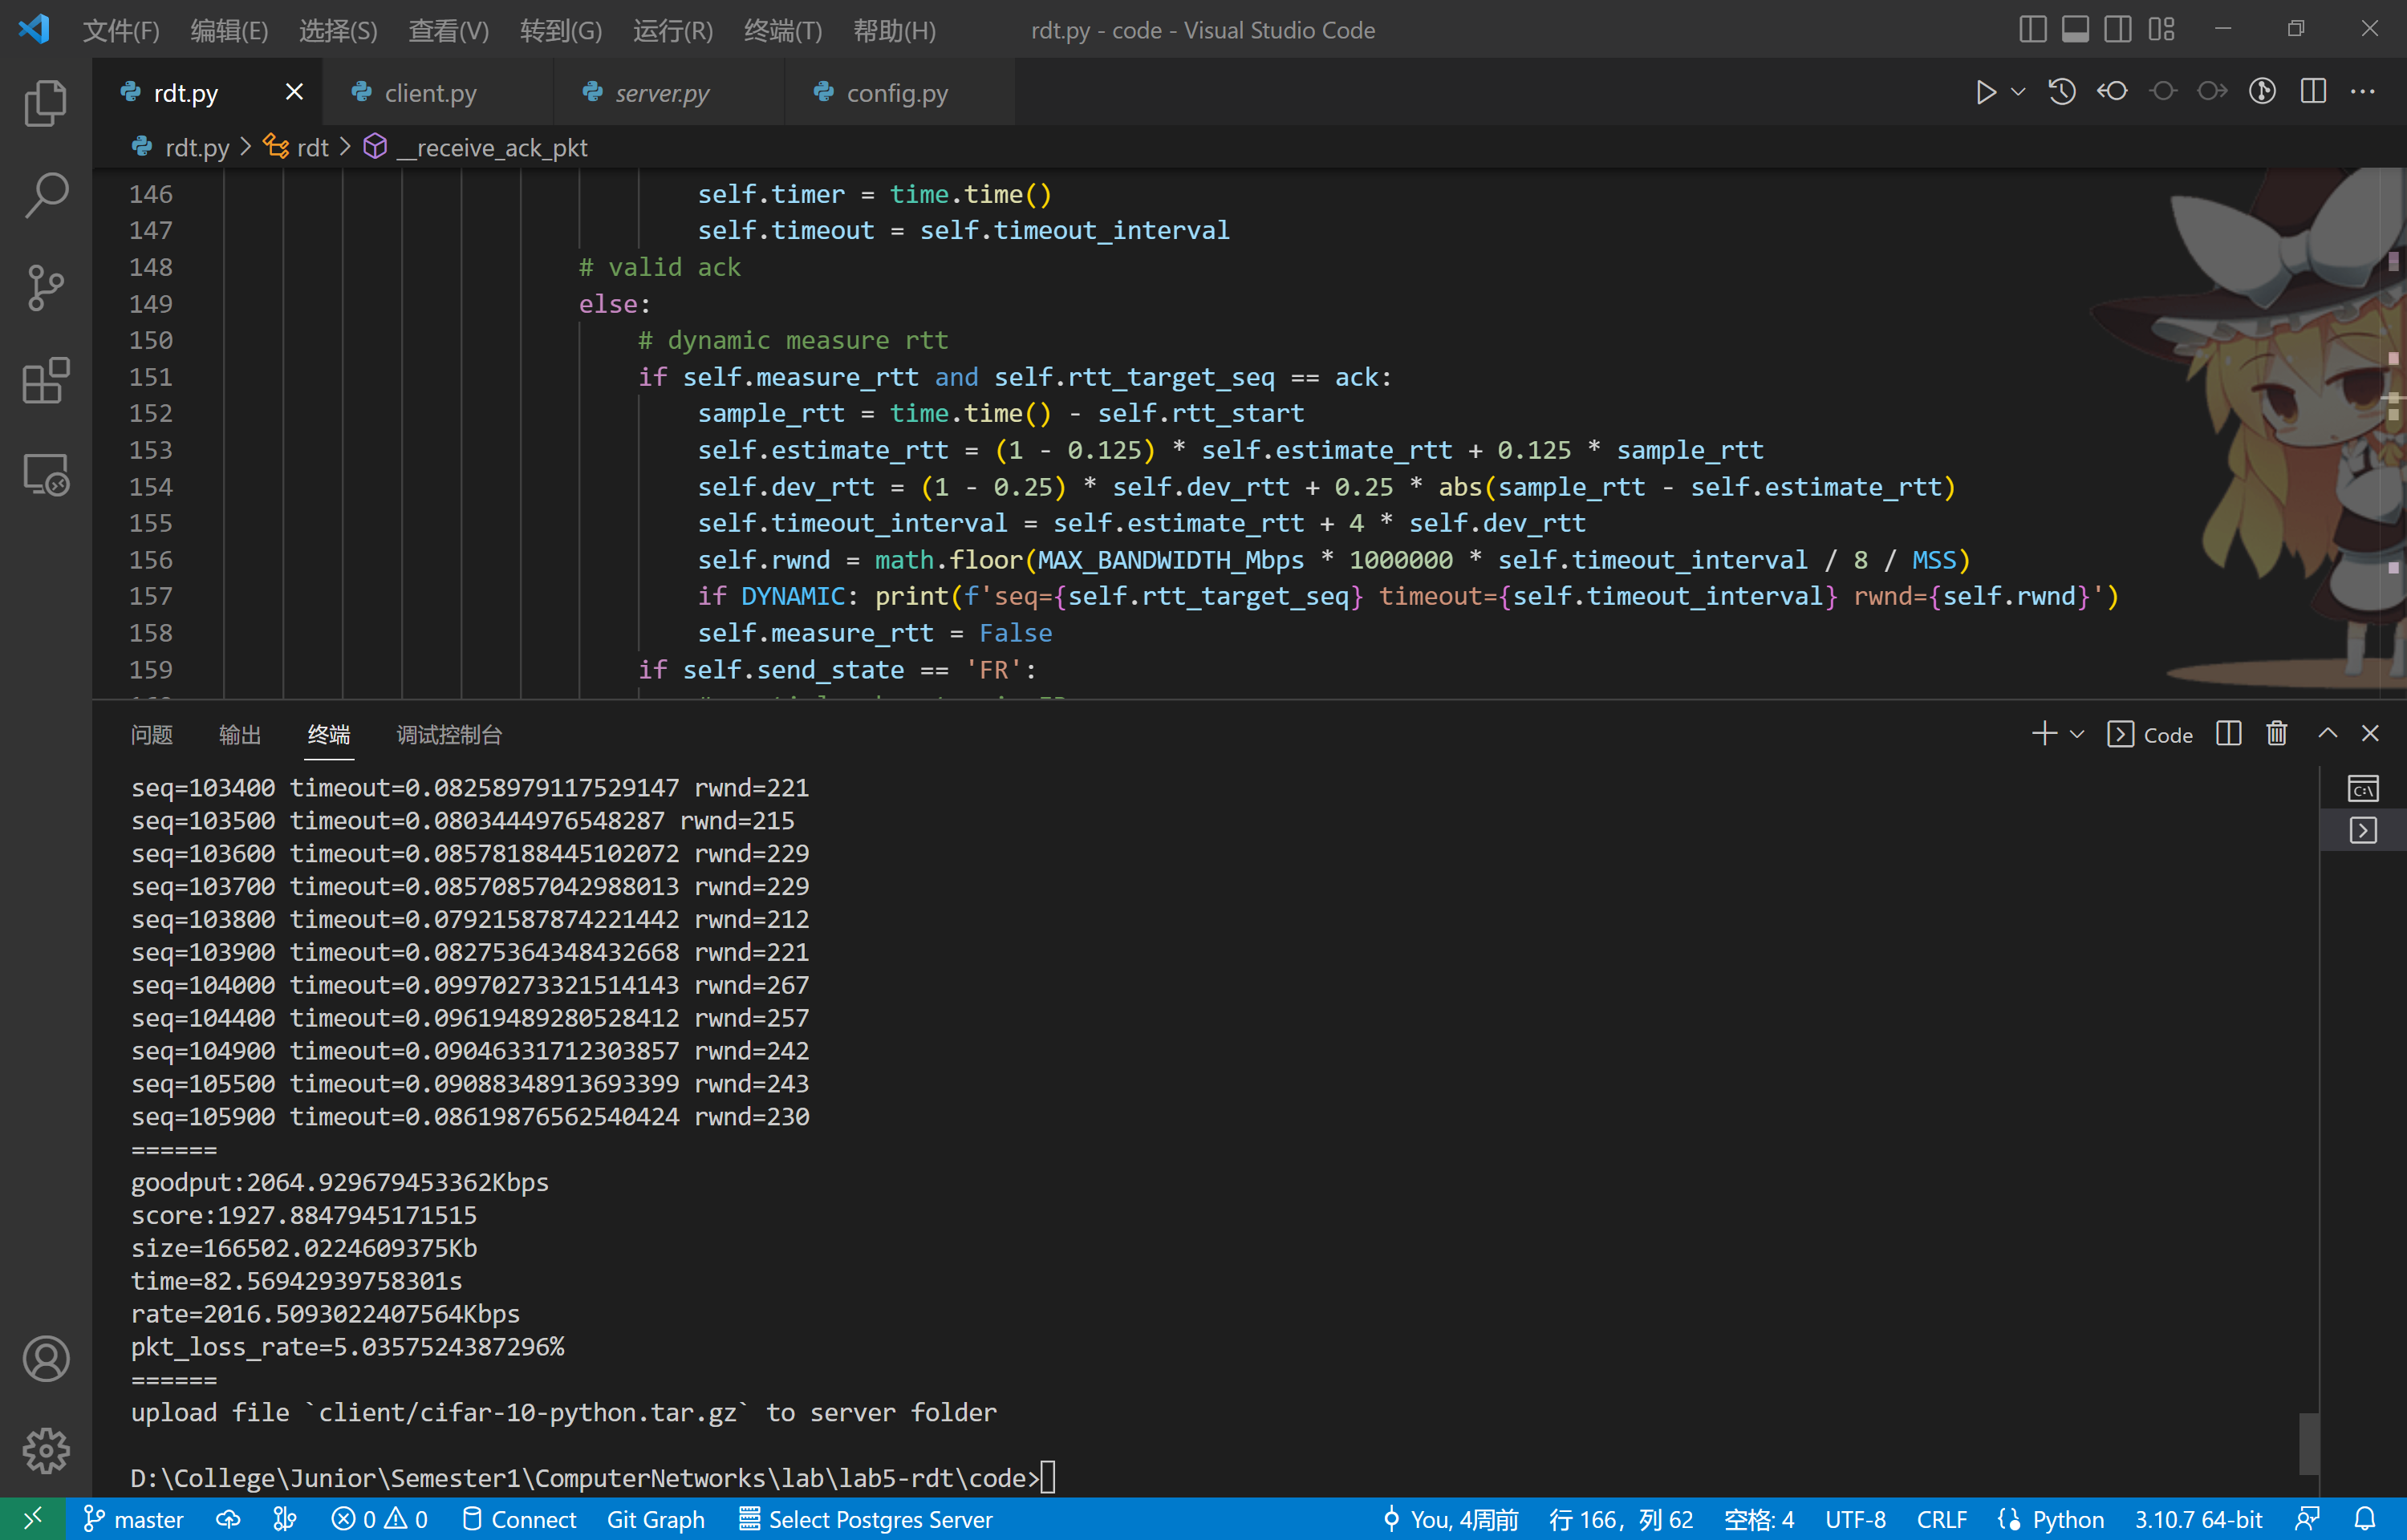 文件(F) 编辑(E) 选择(S) 查看(V) 转到(G) 运行(R) 终端(T) 帮助(H) rdt.py - code - Visual Studio Code
rdt.py client.py server.py config.py
rdt.py > rdt > __receive_ack_pkt
146 self.timer = time.time()
147 self.timeout = self.timeout_interval
148 # valid ack
149 else:
150 # dynamic measure rtt
151 if self.measure_rtt and self.rtt_target_seq == ack:
152 sample_rtt = time.time() - self.rtt_start
153 self.estimate_rtt = (1 - 0.125) * self.estimate_rtt + 0.125 * sample_rtt
154 self.dev_rtt = (1 - 0.25) * self.dev_rtt + 0.25 * abs(sample_rtt - self.estimate_rtt)
155 self.timeout_interval = self.estimate_rtt + 4 * self.dev_rtt
156 self.rwnd = math.floor(MAX_BANDWIDTH_Mbps * 1000000 * self.timeout_interval / 8 / MSS)
157 if DYNAMIC: print(f'seq={self.rtt_target_seq} timeout={self.timeout_interval} rwnd={self.rwnd}')
158 self.measure_rtt = False
159 if self.send_state == 'FR':
问题 输出 终端 调试控制台 Code
seq=103400 timeout=0.08258979117529147 rwnd=221
seq=103500 timeout=0.0803444976548287 rwnd=215
seq=103600 timeout=0.08578188445102072 rwnd=229
seq=103700 timeout=0.08570857042988013 rwnd=229
seq=103800 timeout=0.07921587874221442 rwnd=212
seq=103900 timeout=0.08275364348432668 rwnd=221
seq=104000 timeout=0.09970273321514143 rwnd=267
seq=104400 timeout=0.09619489280528412 rwnd=257
seq=104900 timeout=0.09046331712303857 rwnd=242
seq=105500 timeout=0.09088348913693399 rwnd=243
seq=105900 timeout=0.08619876562540424 rwnd=230
======
goodput:2064.929679453362Kbps
score:1927.8847945171515
size=166502.0224609375Kb
time=82.56942939758301s
rate=2016.5093022407564Kbps
pkt_loss_rate=5.0357524387296%
======
upload file `client/cifar-10-python.tar.gz` to server folder
D:\College\Junior\Semester1\ComputerNetworks\lab\lab5-rdt\code>
master 0 0 Connect Git Graph Select Postgres Server You, 4周前 行 166，列 62 空格: 4 UTF-8 CRLF Python 3.10.7 64-bit